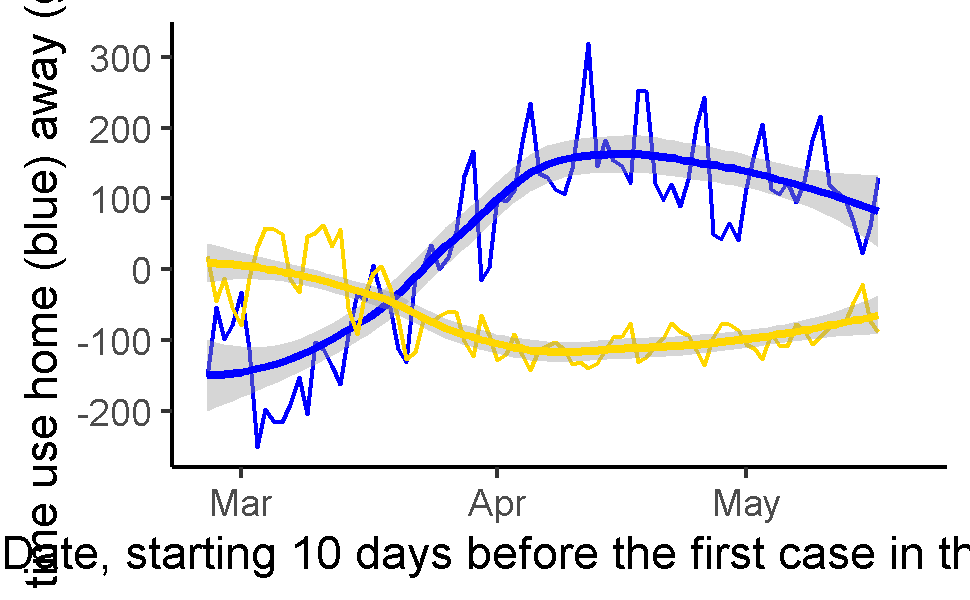 time use home (blue) away (
300
200
100
0
-100
-200
Mar Apr May
Date, starting 10 days before the first case in th